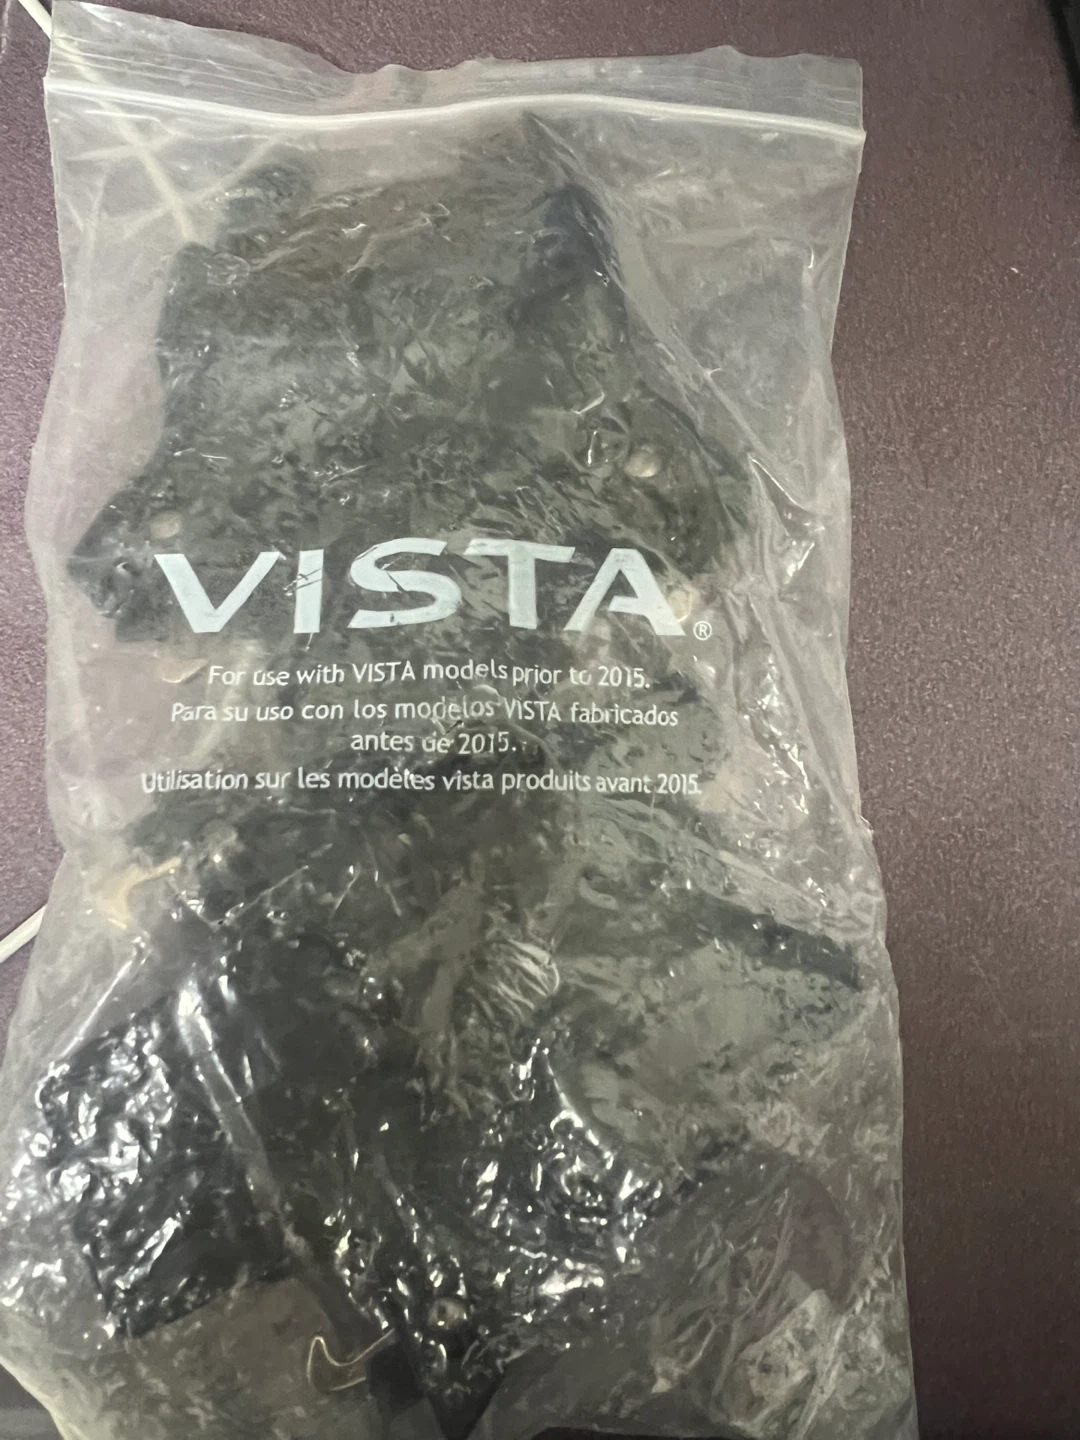 VISTA®
For use with VISTA models prior to 2015.
Para su uso con los modelos VISTA fabricados
antes de 2015.
Utilisation sur les modèles vista produits avant 2015.